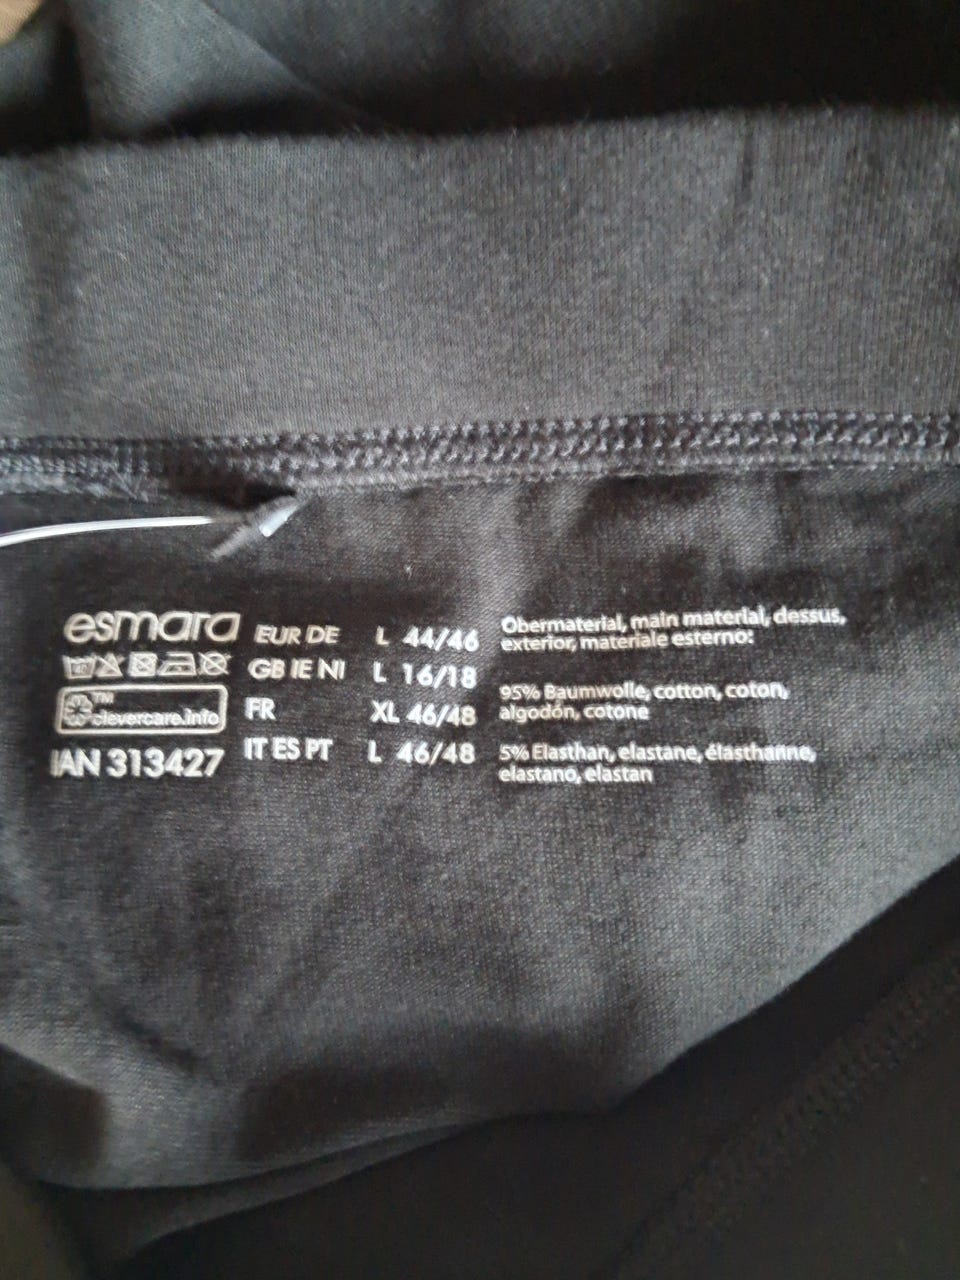 esmara
™
clevercare.info
IAN 313427
EUR DE L 44/46
GB IE NI L 16/18
FR XL 46/48
IT ES PT L 46/48
Obermaterial, main material, dessus,
exterior, materiale esterno:
95% Baumwolle, cotton, coton,
algodón, cotone
5% Elasthan, elastane, élasthanne,
elastano, elastan